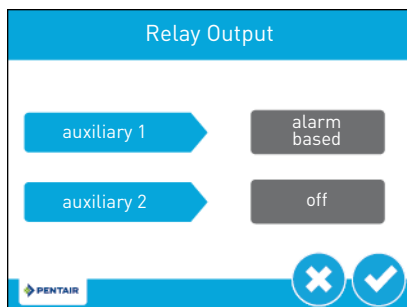 Relay Output
auxiliary 1
alarm
based
auxiliary 2
off
PENTAIR